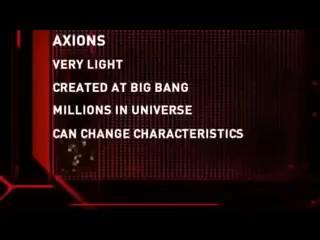 AXIONS
VERY LIGHT
CREATED AT BIG BANG
MILLIONS IN UNIVERSE
CAN CHANGE CHARACTERISTICS